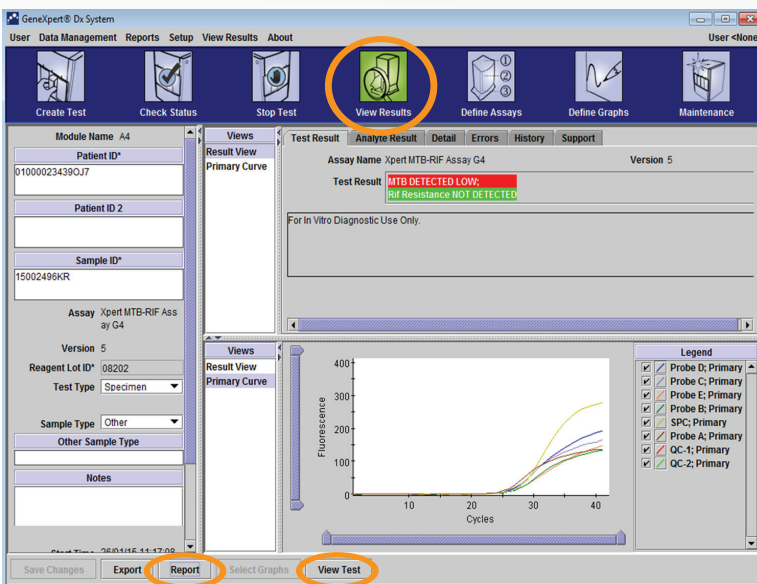 GeneXpert® Dx System
User Data Management Reports Setup View Results About User <None
Create Test Check Status Stop Test View Results Define Assays Define Graphs Maintenance
① ② ③
Module Name A4
Patient ID*
01000023439OJ7
Patient ID 2
Sample ID*
15002496KR
Assay Xpert MTB-RIF Ass
ay G4
Version 5
Reagent Lot ID* 08202
Test Type Specimen
Sample Type Other
Other Sample Type
Notes
Start Time 26/01/15 11:17:08
Views
Result View
Primary Curve
Test Result Analyte Result Detail Errors History Support
Assay Name Xpert MTB-RIF Assay G4 Version 5
Test Result MTB DETECTED LOW;
Rif Resistance NOT DETECTED
For In Vitro Diagnostic Use Only.
Views
Result View
Primary Curve
Fluorescence
400
300
200
100
0
10 20 30 40
Cycles
Legend
Probe D; Primary
Probe C; Primary
Probe E; Primary
Probe B; Primary
SPC; Primary
Probe A; Primary
QC-1; Primary
QC-2; Primary
Save Changes Export Report Select Graphs View Test